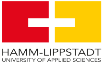 HAMM-LIPPSTADT
UNIVERSITY OF APPLIED SCIENCES